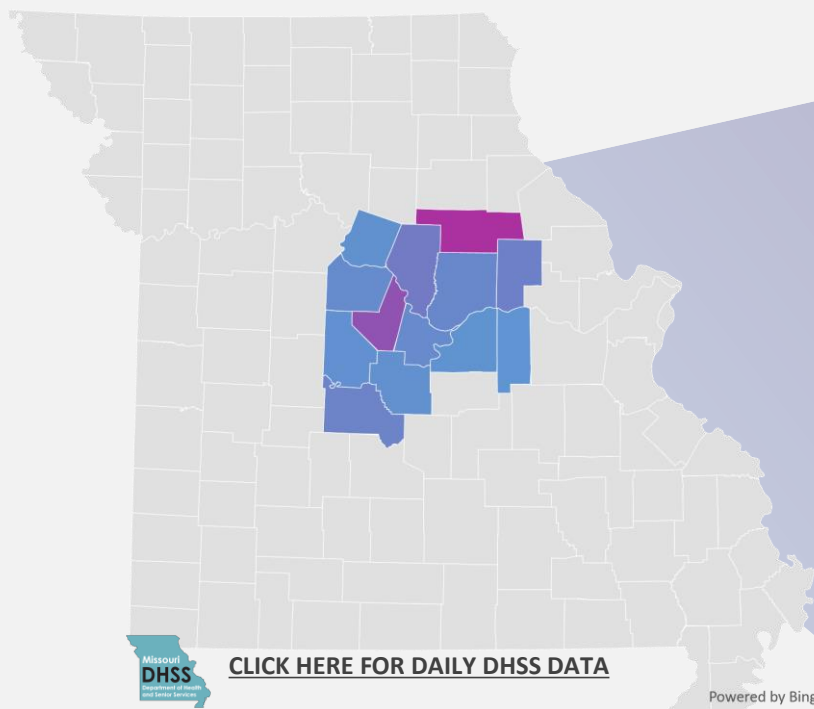 Missouri
DHSS
Department of Health
and Senior Services
CLICK HERE FOR DAILY DHSS DATA
Powered by Bing